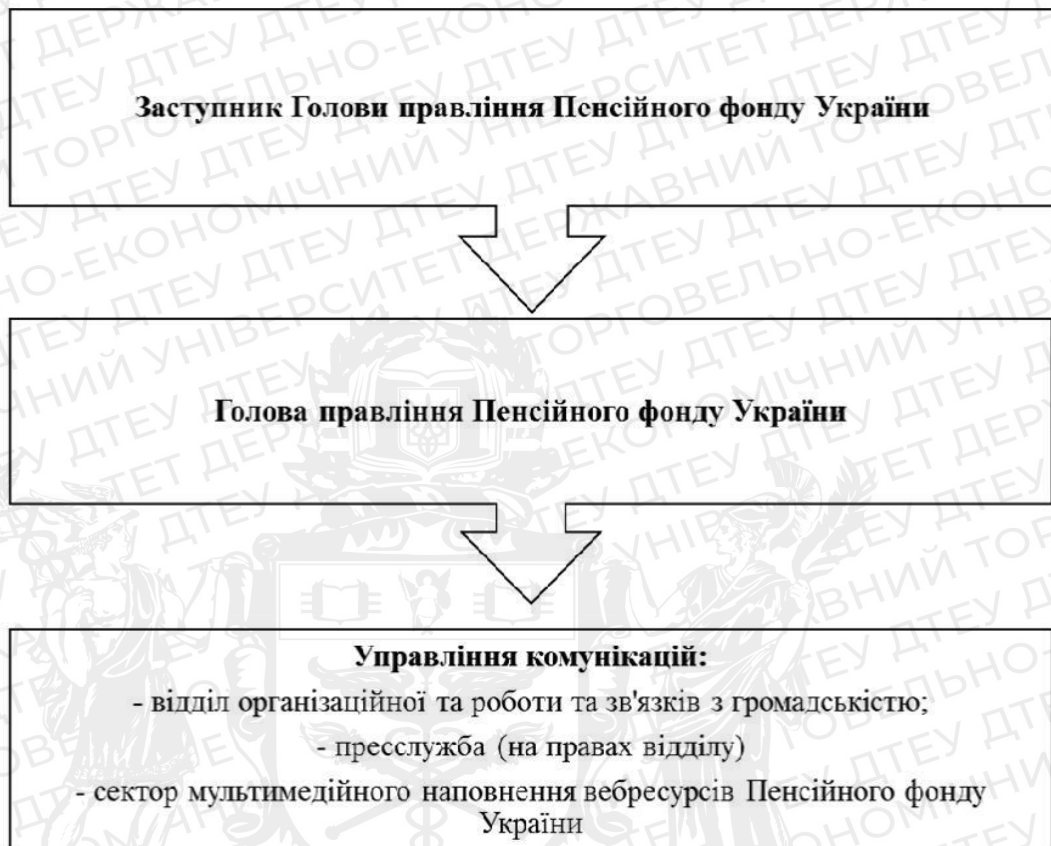 Заступник Голови правління Пенсійного фонду України
Голова правління Пенсійного фонду України
Управління комунікацій:
- відділ організаційної та роботи та зв'язків з громадськістю;
- пресслужба (на правах відділу)
- сектор мультимедійного наповнення вебресурсів Пенсійного фонду
України